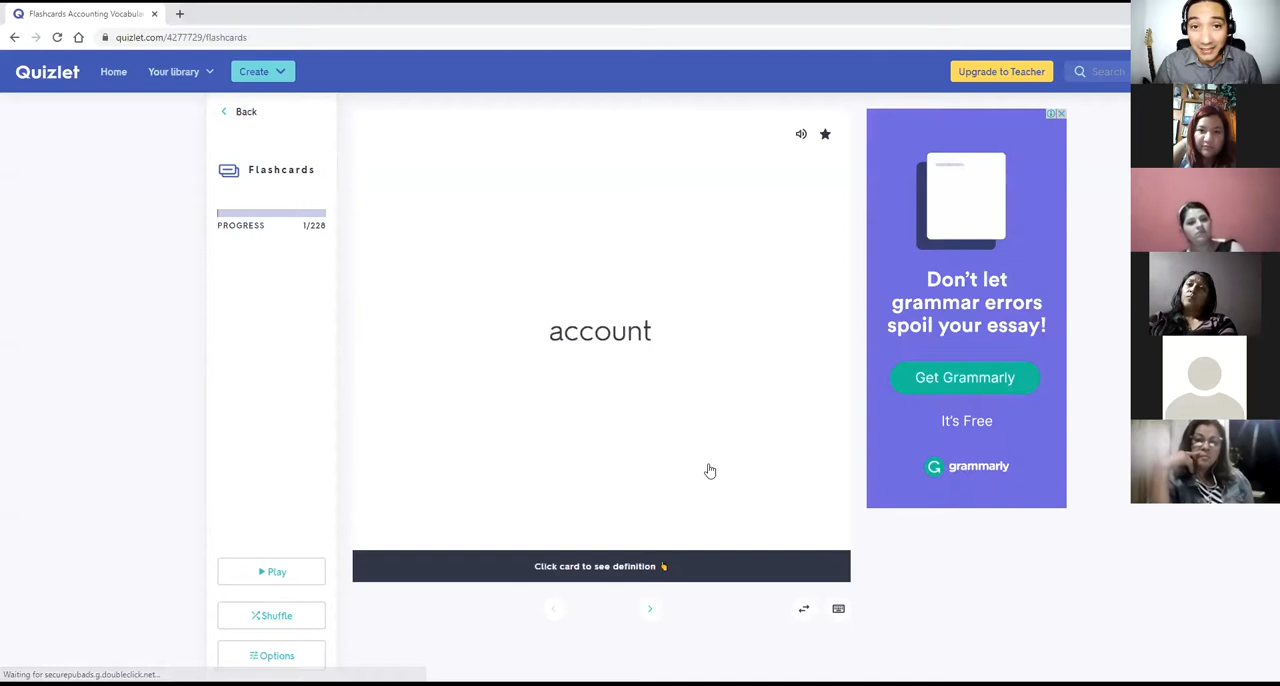 Flashcards Accounting Vocabula
quizlet.com/4277729/flashcards
Quizlet Home Your library Create Upgrade to Teacher Search
Back
Flashcards
PROGRESS 1/228
account
Don't let
grammar errors
spoil your essay!
Get Grammarly
It's Free
grammarly
Click card to see definition
Play
Shuffle
Options
Waiting for securepubads.g.doubleclick.net...